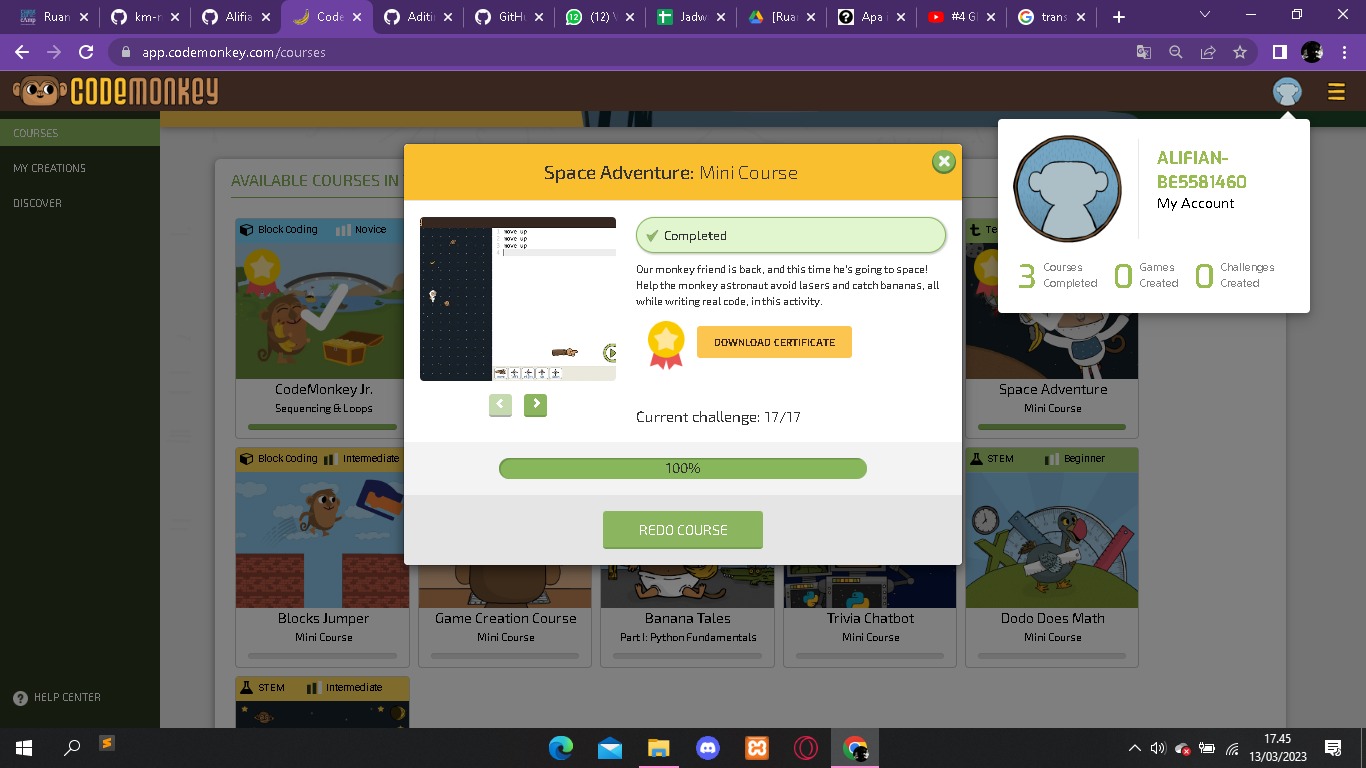 Ruan
km-r
Alifia
Code
Aditi
GitHu
(12)
Jadw
[Rua
Apa i
#4 Gl
trans
app.codemonkey.com/courses
CODEMONKEY
COURSES
MY CREATIONS
DISCOVER
HELP CENTER
AVAILABLE COURSES IN
ALIFIAN-
BE5581460
My Account
3 Courses Completed
0 Games Created
0 Challenges Created
Space Adventure: Mini Course
move up
move up
move up
Completed
Our monkey friend is back, and this time he's going to space!
Help the monkey astronaut avoid lasers and catch bananas, all
while writing real code, in this activity.
DOWNLOAD CERTIFICATE
Current challenge: 17/17
100%
REDO COURSE
Block Coding Novice
CodeMonkey Jr.
Sequencing & Loops
Te
Space Adventure
Mini Course
Block Coding Intermediate
Blocks Jumper
Mini Course
Game Creation Course
Mini Course
Banana Tales
Part I: Python Fundamentals
Trivia Chatbot
Mini Course
STEM Beginner
Dodo Does Math
Mini Course
STEM Intermediate
17.45
13/03/2023